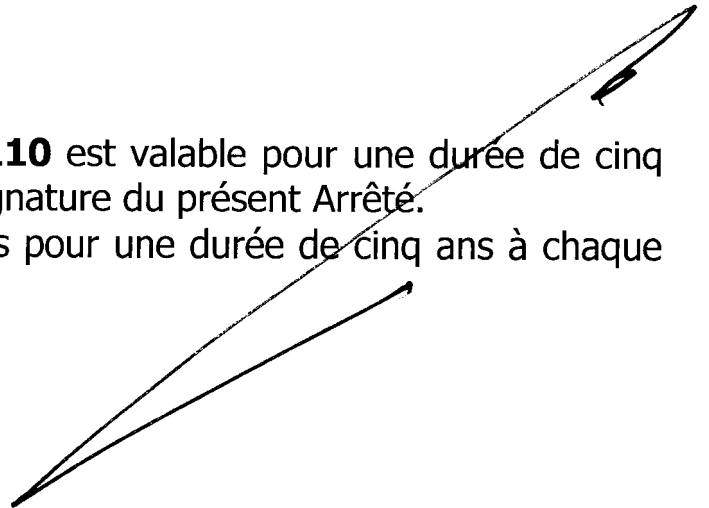 .10 est valable pour une durée de cinq
gnature du présent Arrêté.
s pour une durée de cinq ans à chaque